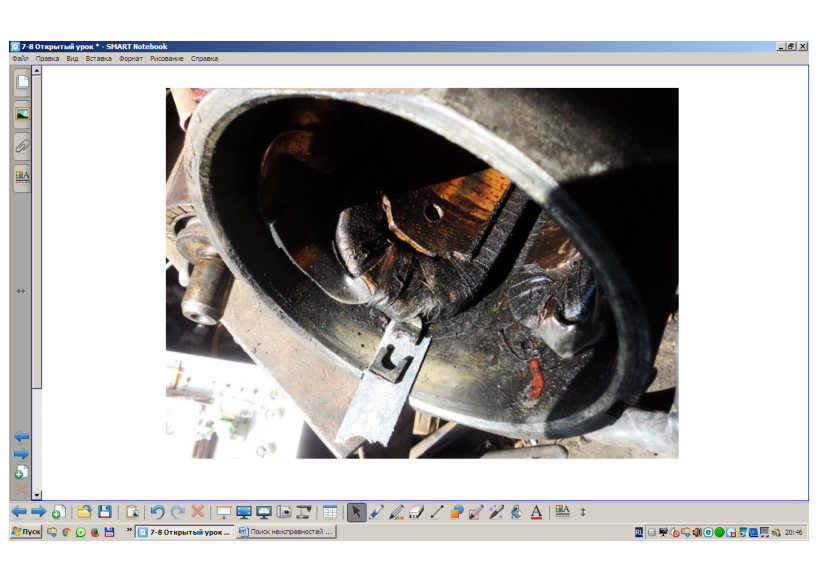 7-8 Открытый урок * - SMART Notebook
Файл Правка Вид Вставка Формат Рисование Справка
A
A
Пуск
»
7-8 Открытый урок ...
Поиск неисправностей ...
RL
20:46